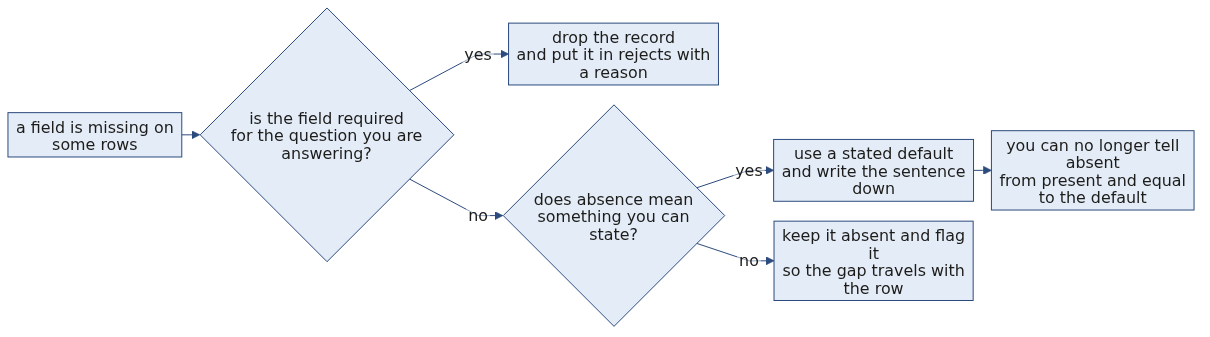 a field is missing on
some rows
is the field required
for the question you are
answering?
yes
drop the record
and put it in rejects with
a reason
no
does absence mean
something you can
state?
yes
use a stated default
and write the sentence
down
you can no longer tell
absent
from present and equal
to the default
no
keep it absent and flag
it
so the gap travels with
the row